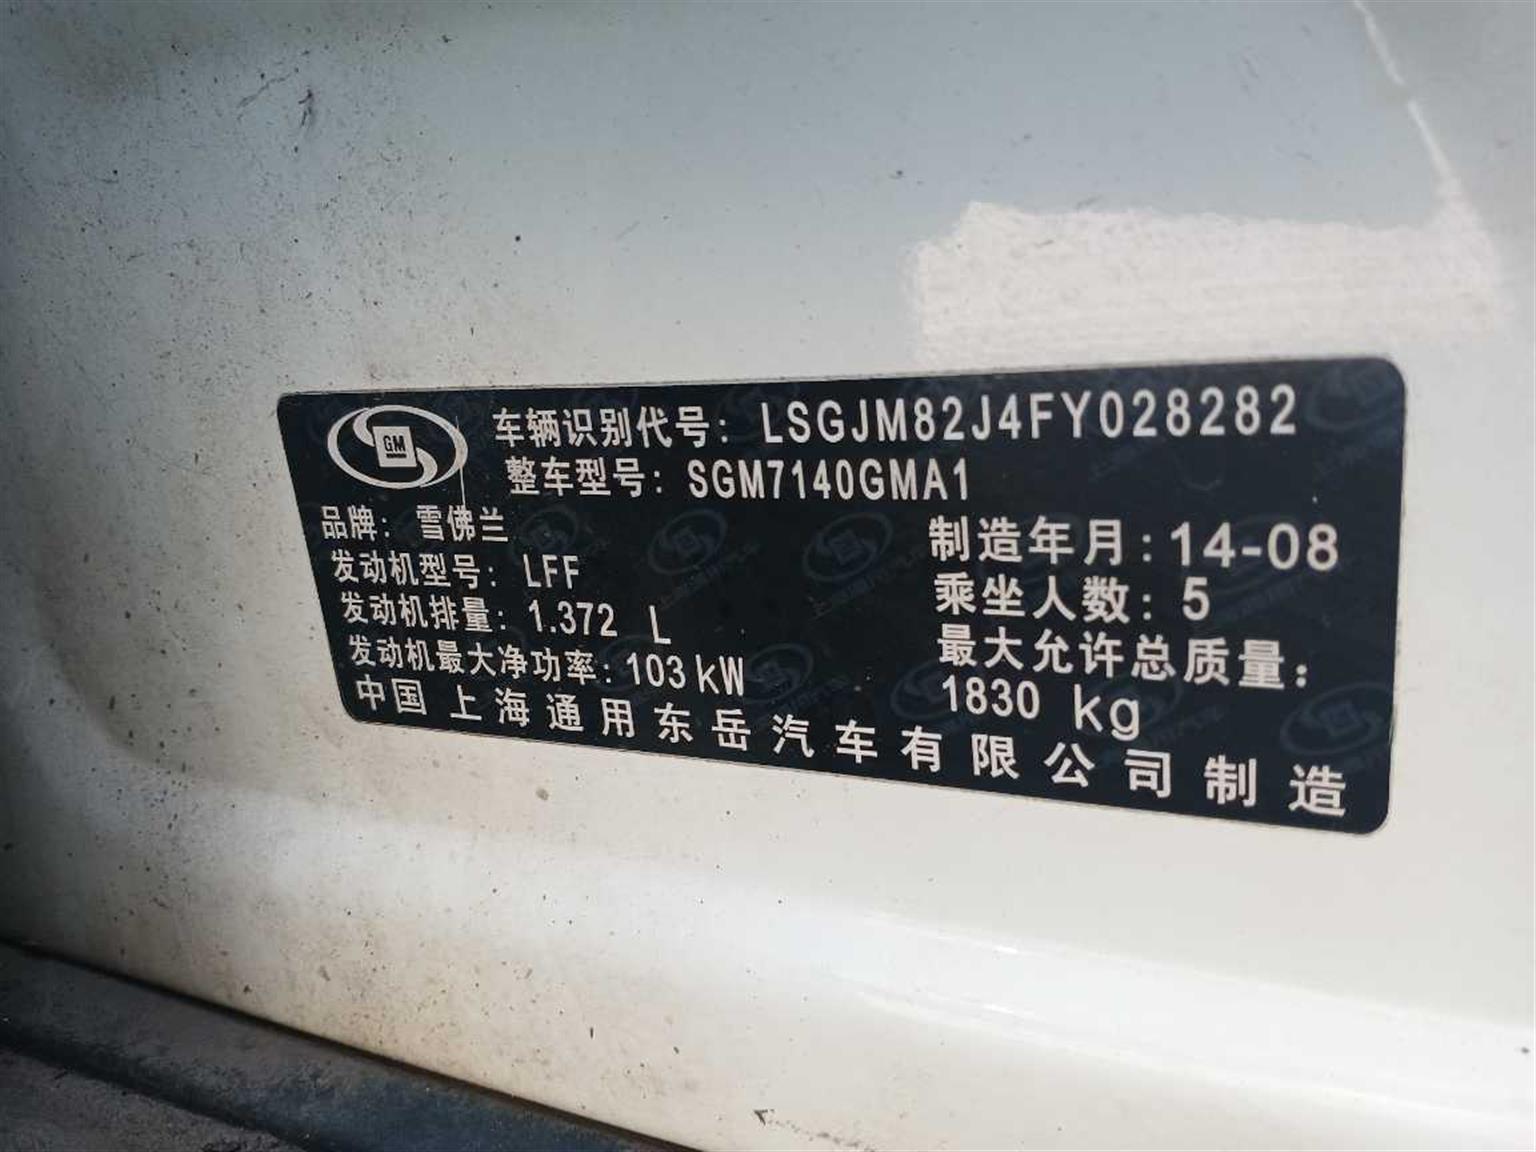 GM
车辆识别代号: LSGJM82J4FY028282
整车型号: SGM7140GMA1
品牌: 雪佛兰
发动机型号: LFF
发动机排量: 1.372 L
发动机最大净功率: 103 kW
制造年月: 14-08
乘坐人数: 5
最大允许总质量:
1830 kg
中国 上海通用东岳汽车有限公司制造